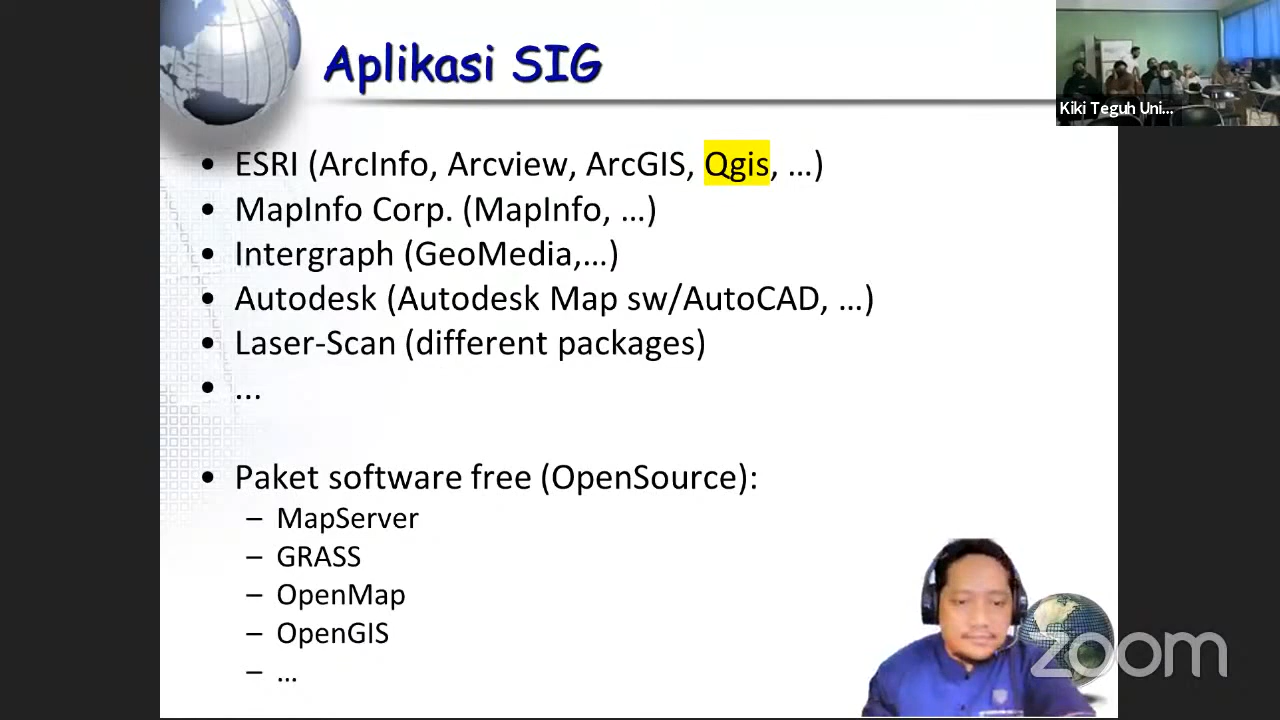 Aplikasi SIG
Kiki Teguh Uni...
• ESRI (ArcInfo, Arcview, ArcGIS, Qgis, …)
• MapInfo Corp. (MapInfo, …)
• Intergraph (GeoMedia,…)
• Autodesk (Autodesk Map sw/AutoCAD, …)
• Laser-Scan (different packages)
• ...
• Paket software free (OpenSource):
– MapServer
– GRASS
– OpenMap
– OpenGIS
– …
zoom